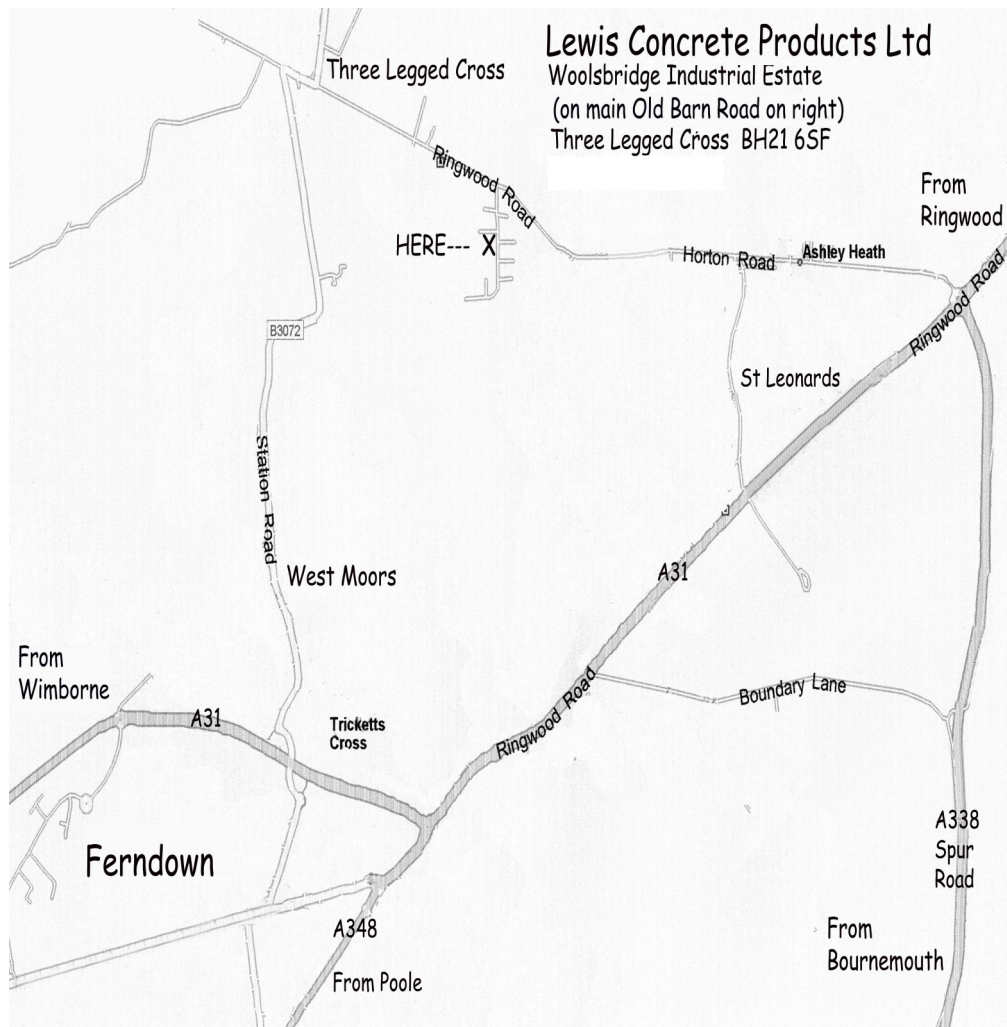 Lewis Concrete Products Ltd
Woolsbridge Industrial Estate
(on main Old Barn Road on right)
Three Legged Cross BH21 6SF
Three Legged Cross
Ringwood Road
From
Ringwood
HERE--- X
Horton Road
Ashley Heath
Ringwood Road
B3072
St Leonards
Station Road
A31
West Moors
From
Wimborne
A31
Tricketts
Cross
Ringwood Road
Boundary Lane
A338
Spur
Road
Ferndown
A348
From
Bournemouth
From Poole